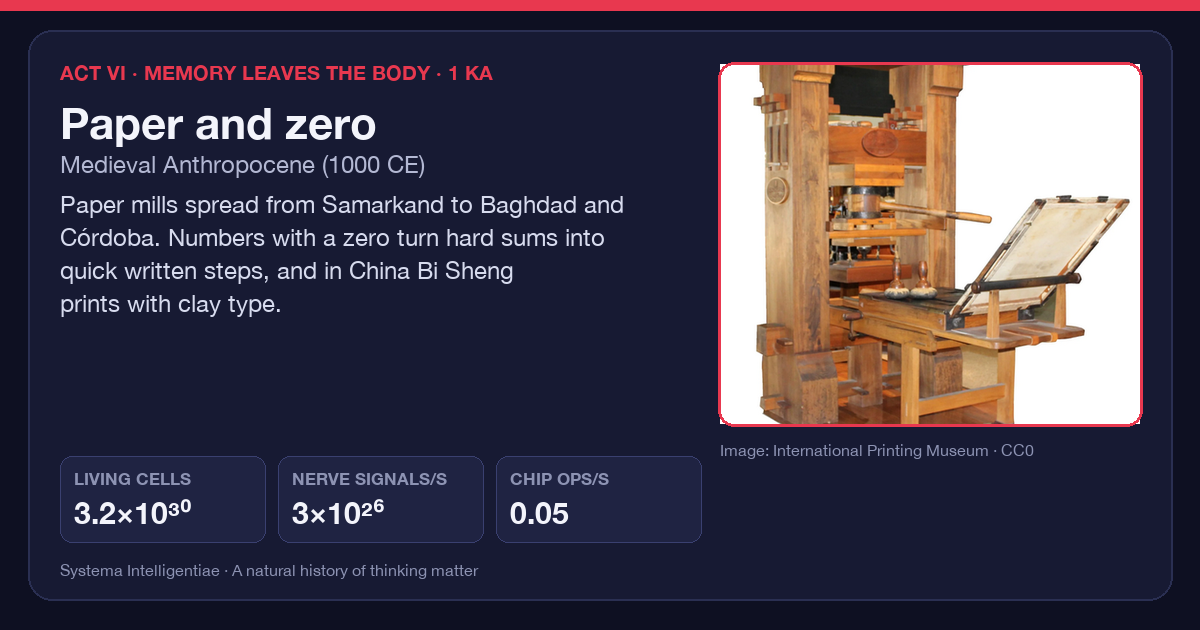 ACT VI · MEMORY LEAVES THE BODY · 1 KA
Paper and zero
Medieval Anthropocene (1000 CE)
Paper mills spread from Samarkand to Baghdad and
Córdoba. Numbers with a zero turn hard sums into
quick written steps, and in China Bi Sheng
prints with clay type.
Image: International Printing Museum · CC0
LIVING CELLS
3.2×10³⁰
NERVE SIGNALS/S
3×10²⁶
CHIP OPS/S
0.05
Systema Intelligentiae · A natural history of thinking matter